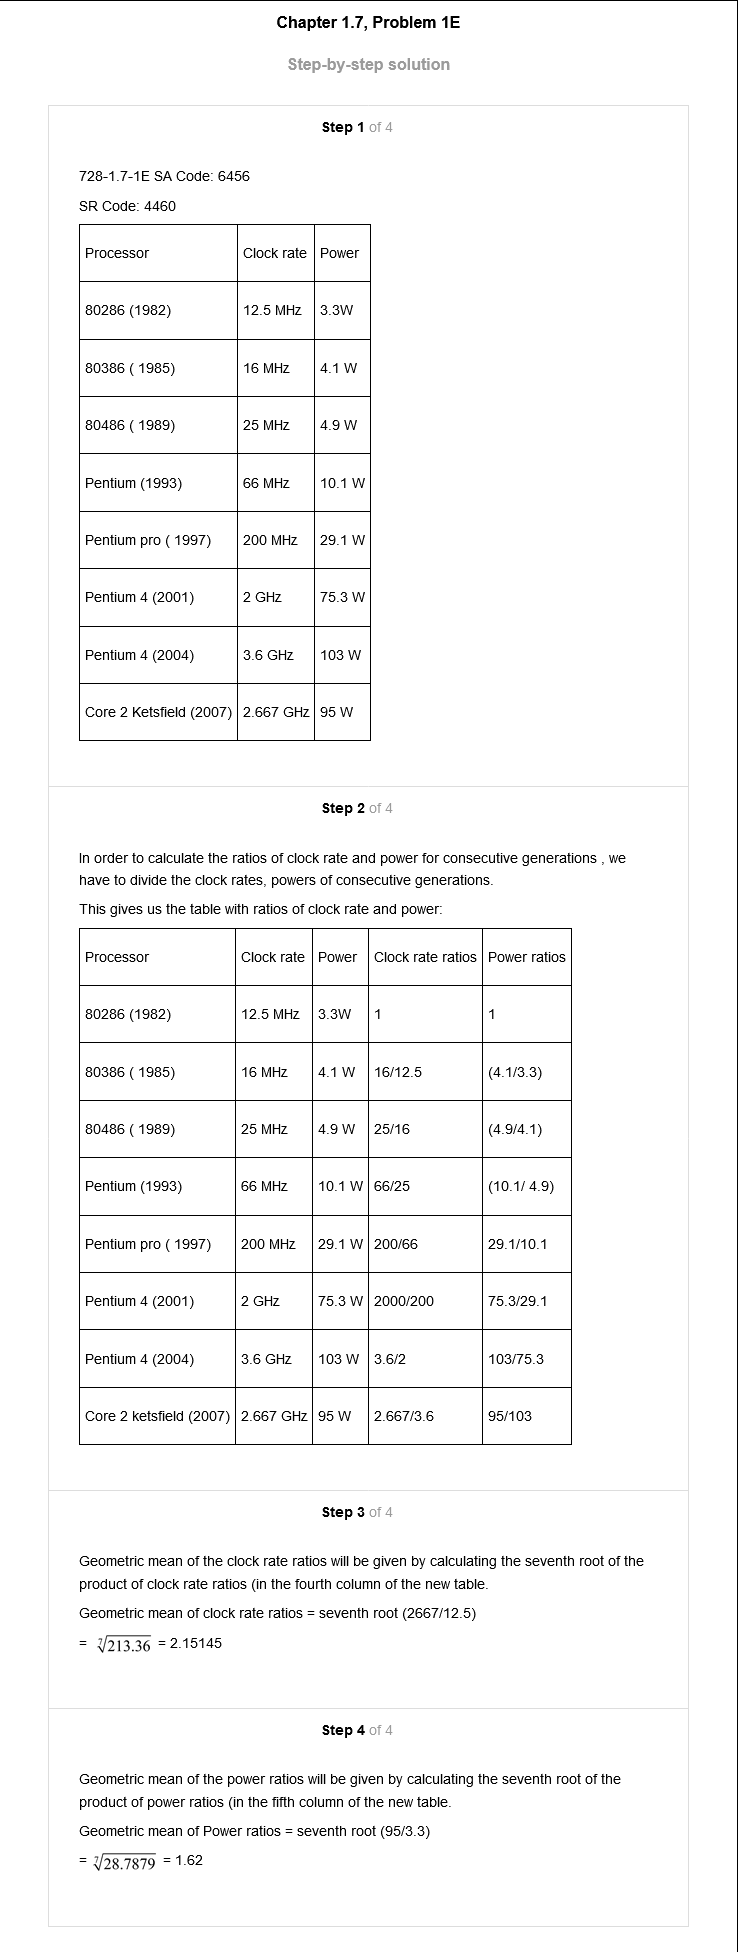 Chapter 1.7, Problem 1E
Step-by-step solution
Step 1 of 4
728-1.7-1E SA Code: 6456
SR Code: 4460
Processor Clock rate Power
80286 (1982) 12.5 MHz 3.3W
80386 ( 1985) 16 MHz 4.1 W
80486 ( 1989) 25 MHz 4.9 W
Pentium (1993) 66 MHz 10.1 W
Pentium pro ( 1997) 200 MHz 29.1 W
Pentium 4 (2001) 2 GHz 75.3 W
Pentium 4 (2004) 3.6 GHz 103 W
Core 2 Ketsfield (2007) 2.667 GHz 95 W
Step 2 of 4
In order to calculate the ratios of clock rate and power for consecutive generations , we
have to divide the clock rates, powers of consecutive generations.
This gives us the table with ratios of clock rate and power:
Processor Clock rate Power Clock rate ratios Power ratios
80286 (1982) 12.5 MHz 3.3W 1 1
80386 ( 1985) 16 MHz 4.1 W 16/12.5 (4.1/3.3)
80486 ( 1989) 25 MHz 4.9 W 25/16 (4.9/4.1)
Pentium (1993) 66 MHz 10.1 W 66/25 (10.1/ 4.9)
Pentium pro ( 1997) 200 MHz 29.1 W 200/66 29.1/10.1
Pentium 4 (2001) 2 GHz 75.3 W 2000/200 75.3/29.1
Pentium 4 (2004) 3.6 GHz 103 W 3.6/2 103/75.3
Core 2 ketsfield (2007) 2.667 GHz 95 W 2.667/3.6 95/103
Step 3 of 4
Geometric mean of the clock rate ratios will be given by calculating the seventh root of the
product of clock rate ratios (in the fourth column of the new table.
Geometric mean of clock rate ratios = seventh root (2667/12.5)
= ⁷√213.36 = 2.15145
Step 4 of 4
Geometric mean of the power ratios will be given by calculating the seventh root of the
product of power ratios (in the fifth column of the new table.
Geometric mean of Power ratios = seventh root (95/3.3)
= ⁷√28.7879 = 1.62